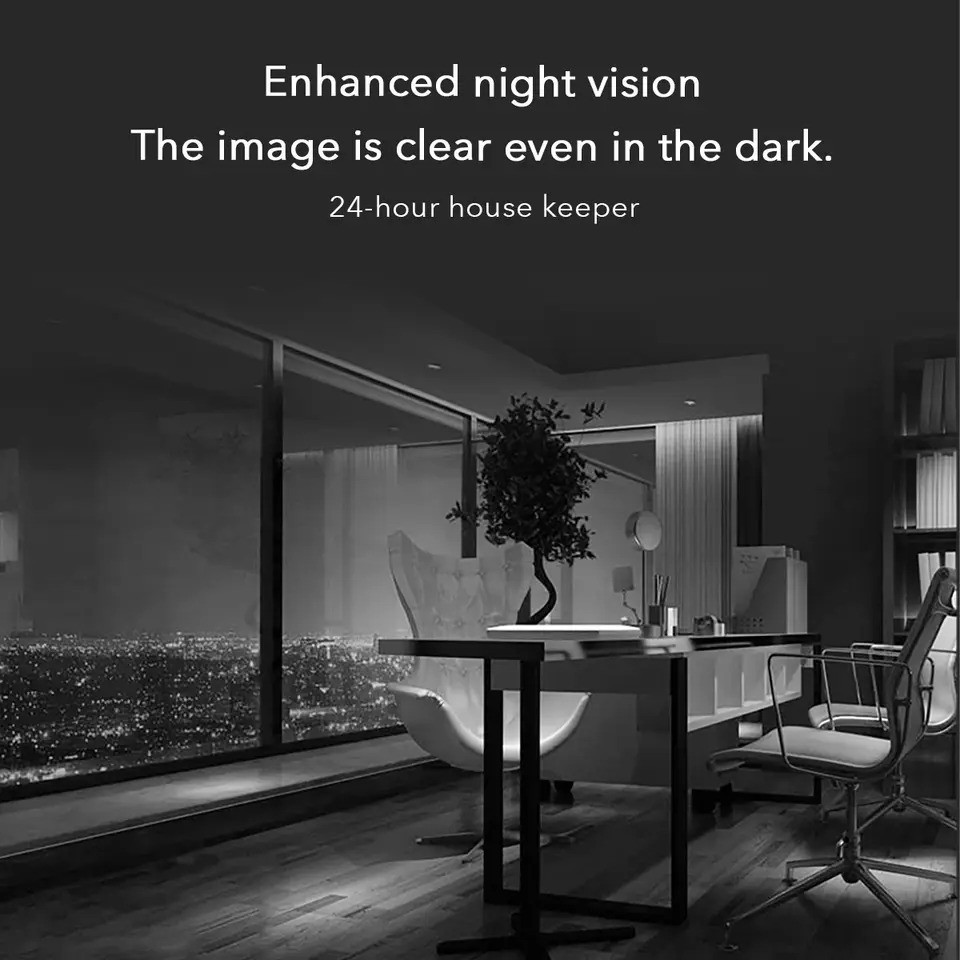 Enhanced night vision
The image is clear even in the dark.
24-hour house keeper